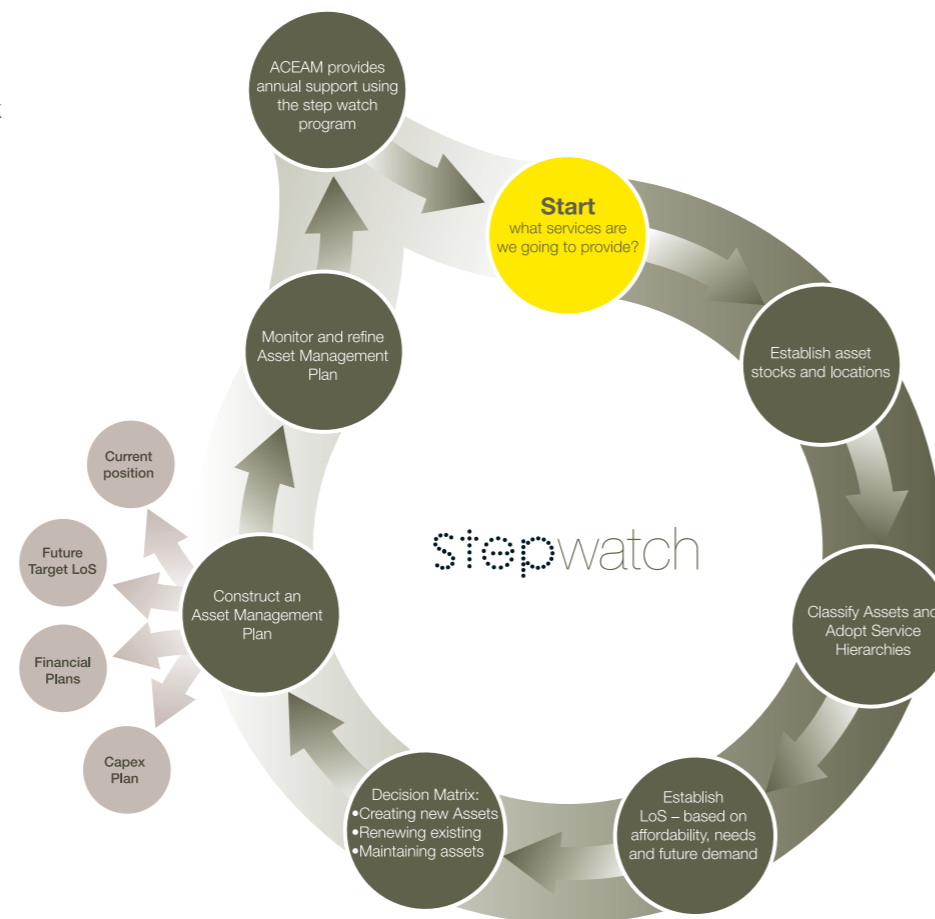 ACEAM provides
annual support using
the step watch
program
Start
what services are
we going to provide?
Establish asset
stocks and locations
Classify Assets and
Adopt Service
Hierarchies
Establish
LoS – based on
affordability, needs
and future demand
Decision Matrix:
•Creating new Assets
•Renewing existing
•Maintaining assets
Construct an
Asset Management
Plan
Current
position
Future
Target LoS
Financial
Plans
Capex
Plan
Monitor and refine
Asset Management
Plan
stepwatch